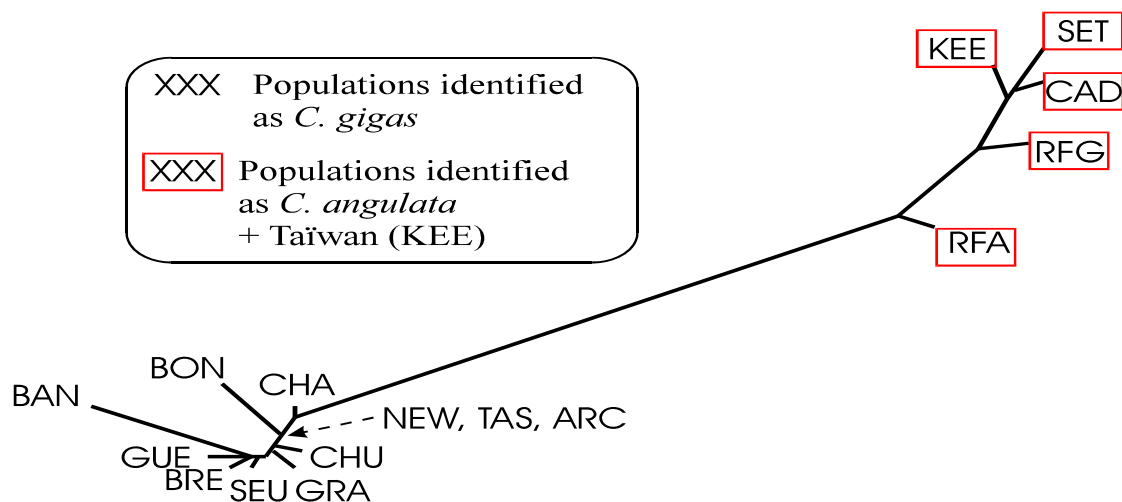 SET
KEE
XXX Populations identified
as C. gigas
CAD
RFG
XXX Populations identified
as C. angulata
+ Taïwan (KEE)
RFA
BON
CHA
BAN
NEW, TAS, ARC
GUE
CHU
BRE
SEU
GRA